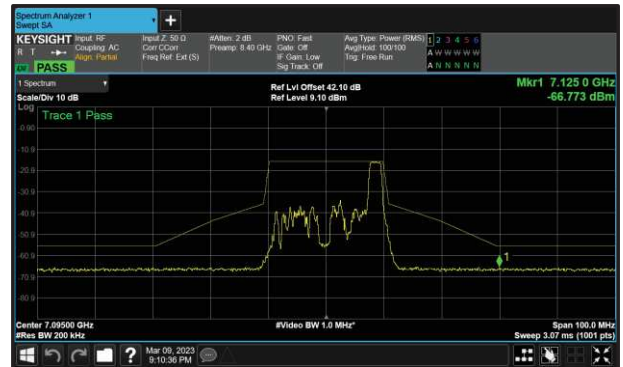 Spectrum Analyzer 1
Swept SA
+
KEYSIGHT Input: RF Input Z: 50 Ω #Atten: 2 dB PNO: Fast Avg Type: Power (RMS) 1 2 3 4 5 6
R T Coupling: AC Corr CCorr Preamp: 8.40 GHz Gate: Off Avg|Hold: 100/100 A W W W W W
Align: Partial Freq Ref: Ext (S) IF Gain: Low Trig: Free Run
PASS Sig Track: Off A N N N N N
1 Spectrum Ref Lvl Offset 42.10 dB Mkr1 7.125 0 GHz
Scale/Div 10 dB Ref Level 9.10 dBm -66.773 dBm
Log Trace 1 Pass
-0.90
-10.9
-20.9
-30.9
-40.9
-50.9
-60.9
-70.9
-80.9
1
Center 7.09500 GHz #Video BW 1.0 MHz* Span 100.0 MHz
#Res BW 200 kHz Sweep 3.07 ms (1001 pts)
? Mar 09, 2023
9:10:36 PM